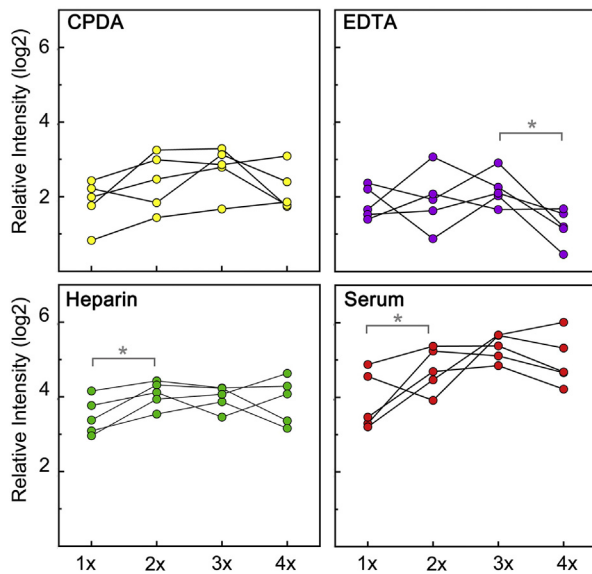 CPDA
EDTA
Relative Intensity (log2)
6
4
2
*
Heparin
Serum
Relative Intensity (log2)
6
4
2
*
*
1x 2x 3x 4x
1x 2x 3x 4x